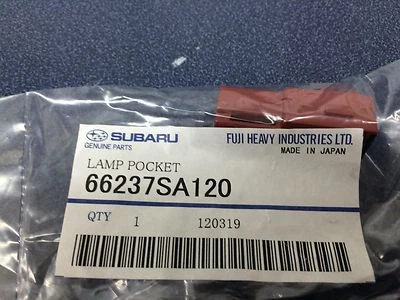 SUBARU FUJI HEAVY INDUSTRIES LTD.
GENUINE PARTS MADE IN JAPAN
LAMP POCKET
66237SA120
QTY 1 120319